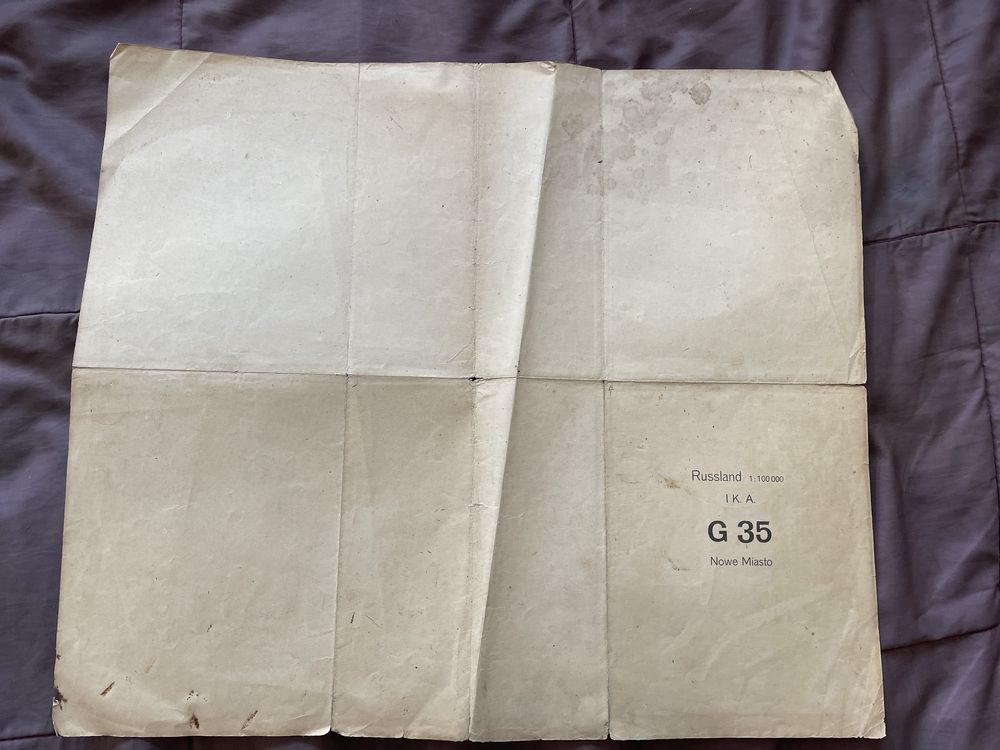 Russland 1:100 000
I K. A.
G 35
Nowe Miasto